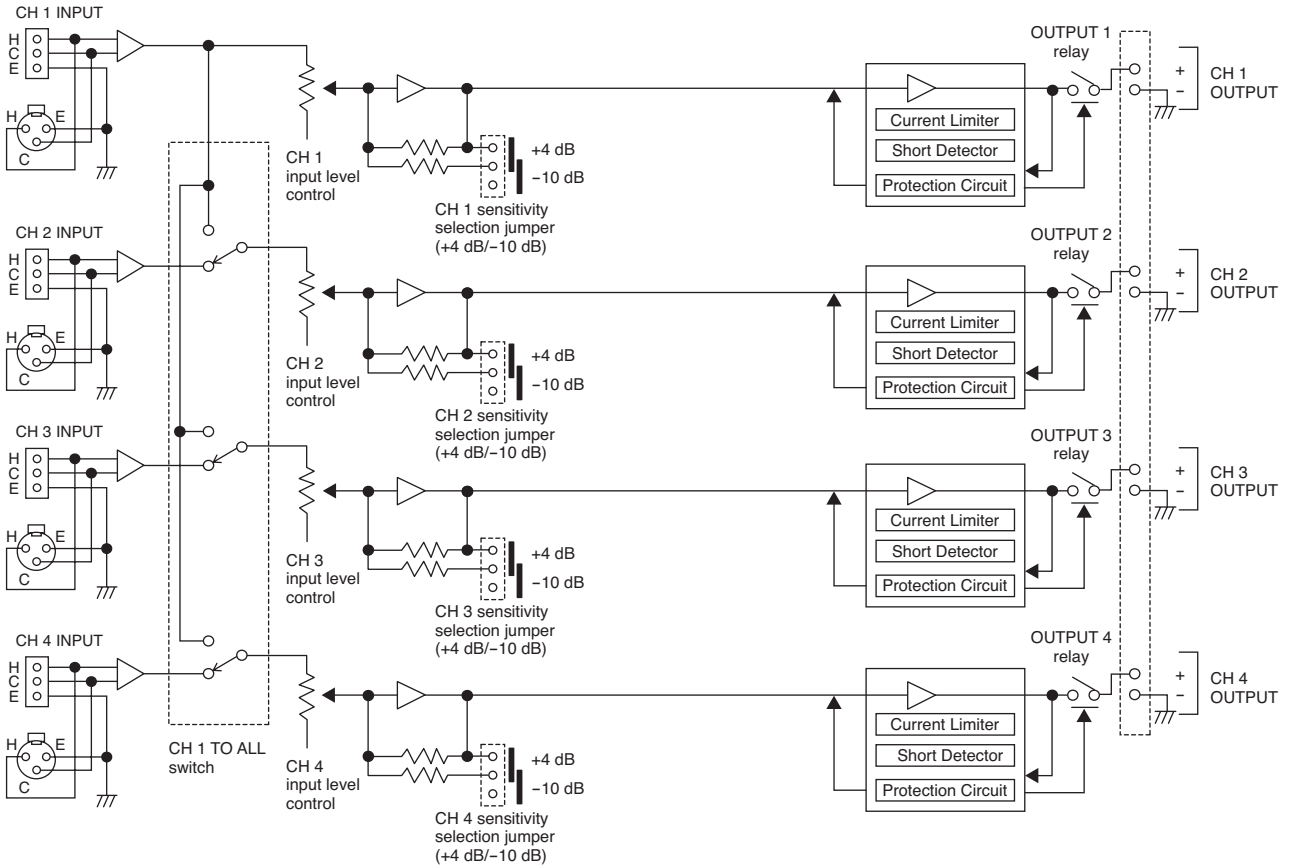 CH 1 INPUT
H
C
E
H E
C
CH 1
input level
control
+4 dB
−10 dB
CH 1 sensitivity
selection jumper
(+4 dB/−10 dB)
Current Limiter
Short Detector
Protection Circuit
OUTPUT 1
relay
+
−
CH 1
OUTPUT
CH 2 INPUT
H
C
E
H E
C
CH 2
input level
control
+4 dB
−10 dB
CH 2 sensitivity
selection jumper
(+4 dB/−10 dB)
Current Limiter
Short Detector
Protection Circuit
OUTPUT 2
relay
+
−
CH 2
OUTPUT
CH 3 INPUT
H
C
E
H E
C
CH 3
input level
control
+4 dB
−10 dB
CH 3 sensitivity
selection jumper
(+4 dB/−10 dB)
Current Limiter
Short Detector
Protection Circuit
OUTPUT 3
relay
+
−
CH 3
OUTPUT
CH 4 INPUT
H
C
E
H E
C
CH 1 TO ALL
switch
CH 4
input level
control
+4 dB
−10 dB
CH 4 sensitivity
selection jumper
(+4 dB/−10 dB)
Current Limiter
Short Detector
Protection Circuit
OUTPUT 4
relay
+
−
CH 4
OUTPUT